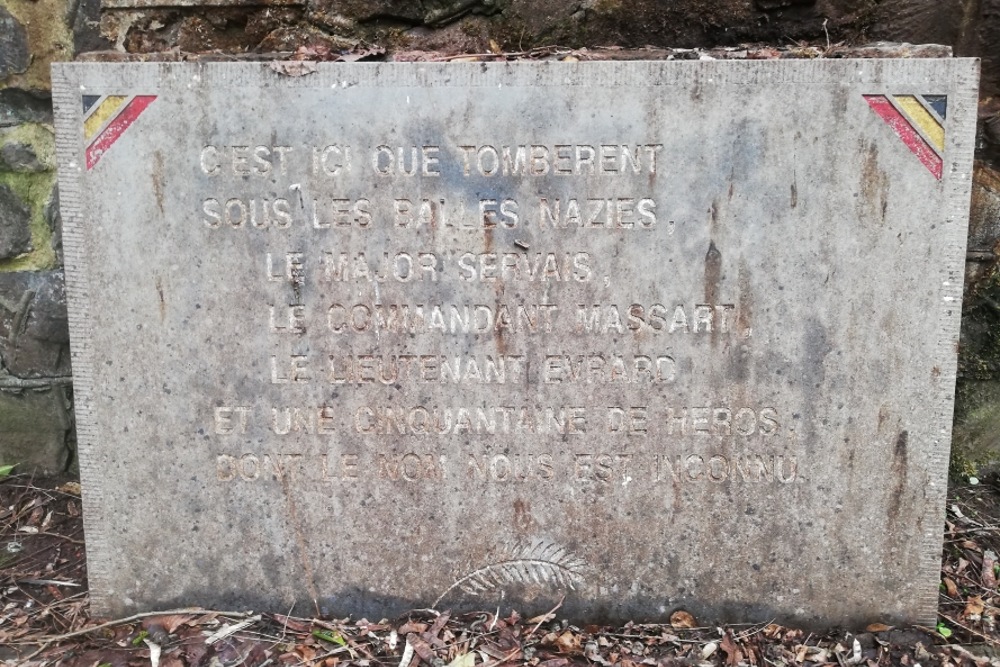 C'EST ICI QUE TOMBERENT
SOUS LES BALLES NAZIES,
LE MAJOR SERVAIS,
LE COMMANDANT MASSART,
LE LIEUTENANT EVRARD
ET UNE CINQUANTAINE DE HEROS,
DONT LE NOM NOUS EST INCONNU.